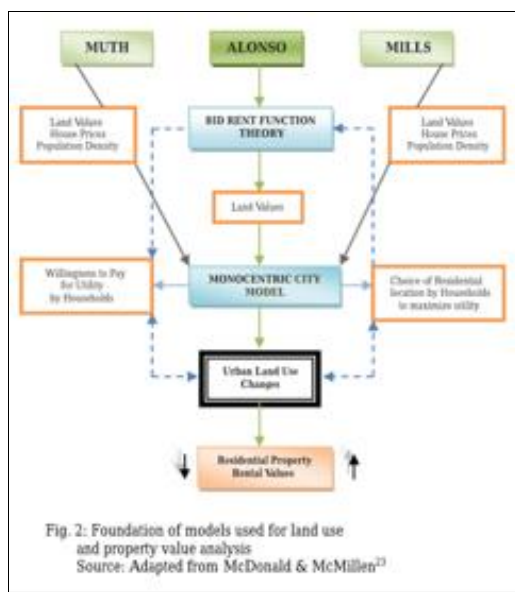 MUTH
ALONSO
MILLS
Land Values
House Prices
Population Density
BID RENT FUNCTION
THEORY
Land Values
House Prices
Population Density
Land Values
Willingness to Pay
for Utility
by Households
MONOCENTRIC CITY
MODEL
Choice of Residential
location by Households
to maximize utility
Urban Land Use
Changes
Residential Property
Rental Values
Fig. 2: Foundation of models used for land use
and property value analysis
Source: Adapted from McDonald & McMillen²³